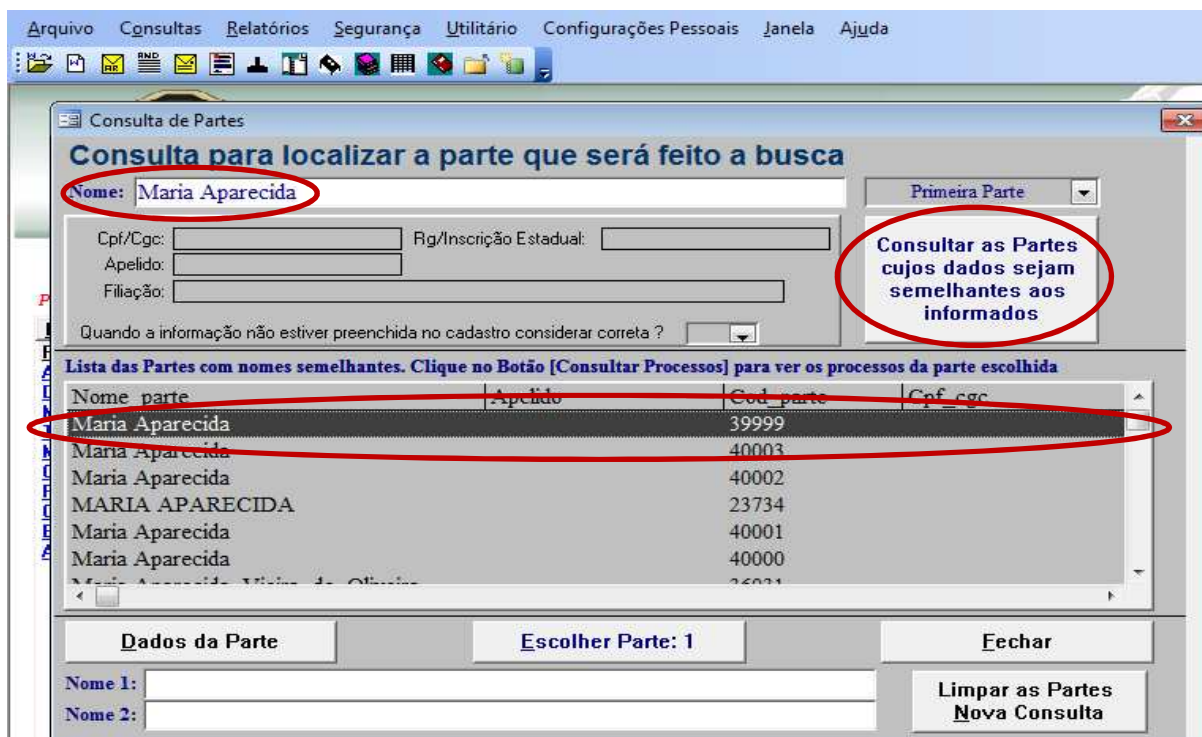 Arquivo Consultas Relatórios Segurança Utilitário Configurações Pessoais Janela Ajuda
Consulta de Partes
Consulta para localizar a parte que será feito a busca
Nome: Maria Aparecida
Primeira Parte
Cpf/Cgc:
Rg/Inscrição Estadual:
Apelido:
Filiação:
Quando a informação não estiver preenchida no cadastro considerar correta ?
Consultar as Partes
cujos dados sejam
semelhantes aos
informados
Lista das Partes com nomes semelhantes. Clique no Botão [Consultar Processos] para ver os processos da parte escolhida
Nome_parte Apelido Cod_parte Cpf_cgc
Maria Aparecida 39999
Maria Aparecida 40003
Maria Aparecida 40002
MARIA APARECIDA 23734
Maria Aparecida 40001
Maria Aparecida 40000
Dados da Parte
Escolher Parte: 1
Fechar
Nome 1:
Nome 2:
Limpar as Partes
Nova Consulta